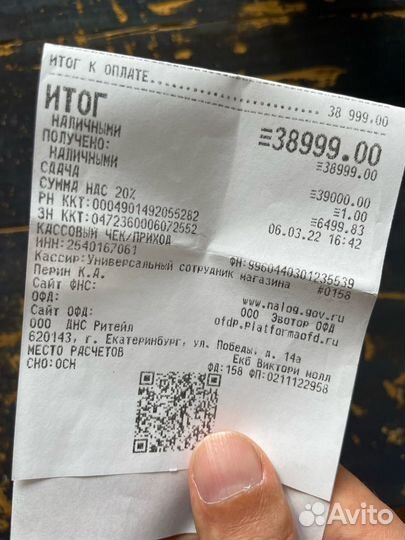 ИТОГ К ОПЛАТЕ.................................. 38 999.00
ИТОГ ≡38999.00
НАЛИЧНЫМИ ≡38999.00
ПОЛУЧЕНО:
НАЛИЧНЫМИ ≡39000.00
СДАЧА ≡1.00
СУММА НДС 20% ≡6499.83
РН ККТ:0004901492055282 06.03.22 16:42
ЗН ККТ:0472360006072552
КАССОВЫЙ ЧЕК/ПРИХОД
ИНН:2540167061 ФН:9960440301235539
Кассир:Универсальный сотрудник магазина #0158
Перин К.А.
Сайт ФНС: www.nalog.gov.ru
ОФД: ООО Эвотор ОФД
Сайт ОФД: ofdp.platformaofd.ru
ООО ДНС Ритейл
620143, г. Екатеринбург, ул. Победы, д. 14а
МЕСТО РАСЧЕТОВ Екб Виктори молл
СНО:ОСН ФД:158 ФП:0211122958
Avito